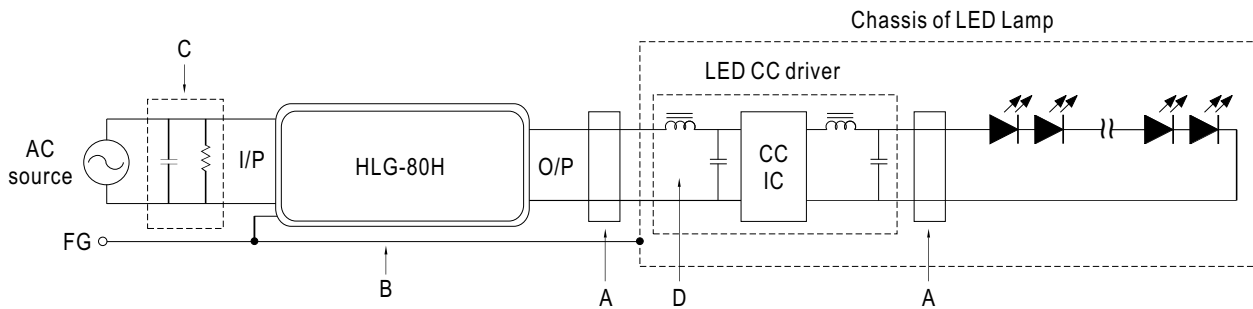 Chassis of LED Lamp
C
LED CC driver
AC
source
I/P
HLG-80H
O/P
CC
IC
FG
B
A
D
A